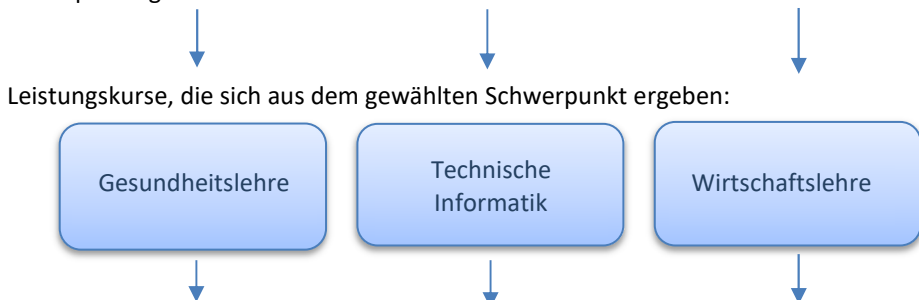 Leistungskurse, die sich aus dem gewählten Schwerpunkt ergeben:
Gesundheitslehre
Technische
Informatik
Wirtschaftslehre